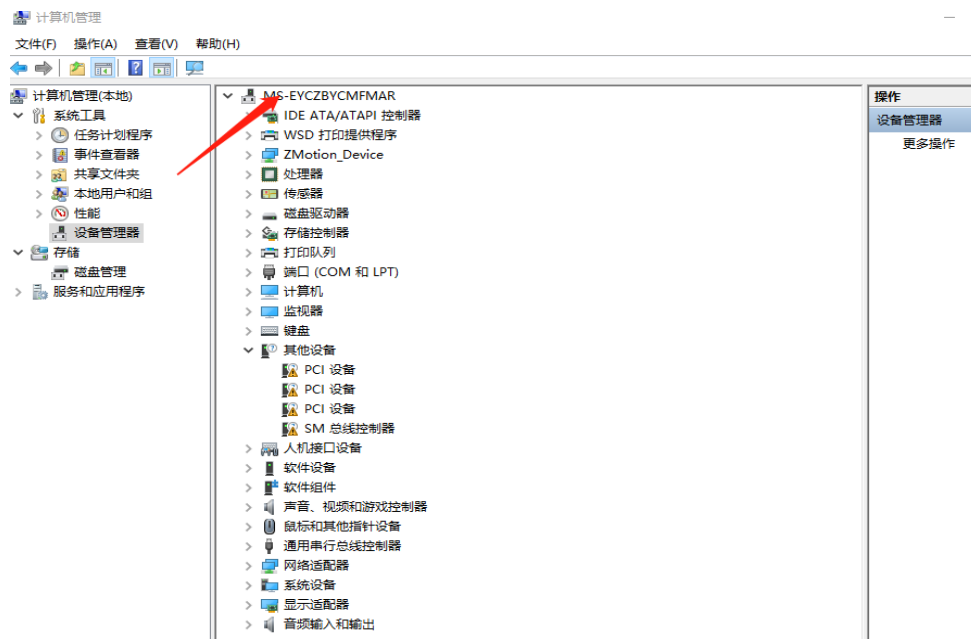 计算机管理
文件(F) 操作(A) 查看(V) 帮助(H)
计算机管理(本地)
系统工具
任务计划程序
事件查看器
共享文件夹
本地用户和组
性能
设备管理器
存储
磁盘管理
服务和应用程序
MS-EYCZBYCMFMAR
IDE ATA/ATAPI 控制器
WSD 打印提供程序
ZMotion_Device
处理器
传感器
磁盘驱动器
存储控制器
打印队列
端口 (COM 和 LPT)
计算机
监视器
键盘
其他设备
PCI 设备
PCI 设备
PCI 设备
SM 总线控制器
人机接口设备
软件设备
软件组件
声音、视频和游戏控制器
鼠标和其他指针设备
通用串行总线控制器
网络适配器
系统设备
显示适配器
音频输入和输出
操作
设备管理器
更多操作